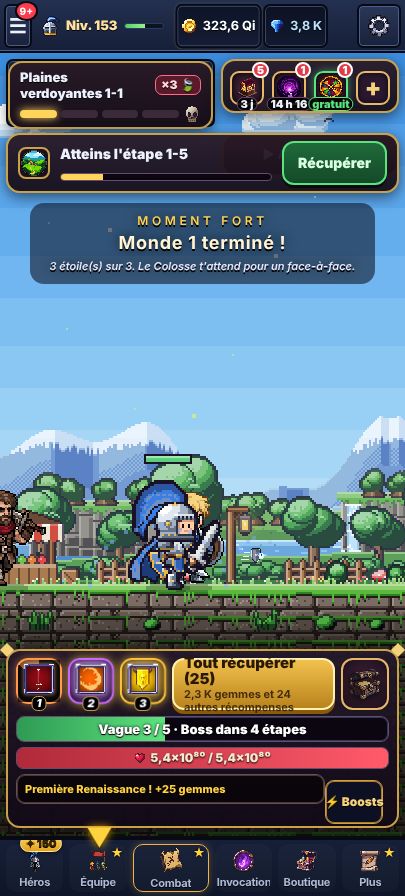 9+
Niv. 153
323,6 Qi
3,8 K
Plaines
verdoyantes 1-1
×3
5
1
1
3 j
14 h 16
gratuit
+
Atteins l'étape 1-5
Récupérer
MOMENT FORT
Monde 1 terminé !
3 étoile(s) sur 3. Le Colosse t'attend pour un face-à-face.
1
2
3
Tout récupérer
(25)
2,3 K gemmes et 24
autres récompenses
Vague 3 / 5 · Boss dans 4 étapes
5,4×10⁸⁰ / 5,4×10⁸⁰
Première Renaissance ! +25 gemmes
Boosts
Héros
Équipe
Combat
Invocation
Boutique
Plus